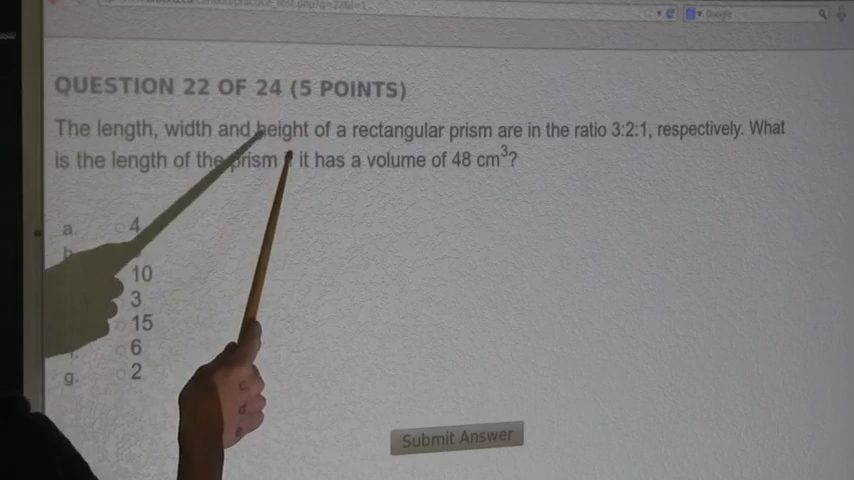 Google
QUESTION 22 OF 24 (5 POINTS)
The length, width and height of a rectangular prism are in the ratio 3:2:1, respectively. What
is the length of the prism it has a volume of 48 cm³?
a. 4
b.
10
3
15
6
g. 2
Submit Answer